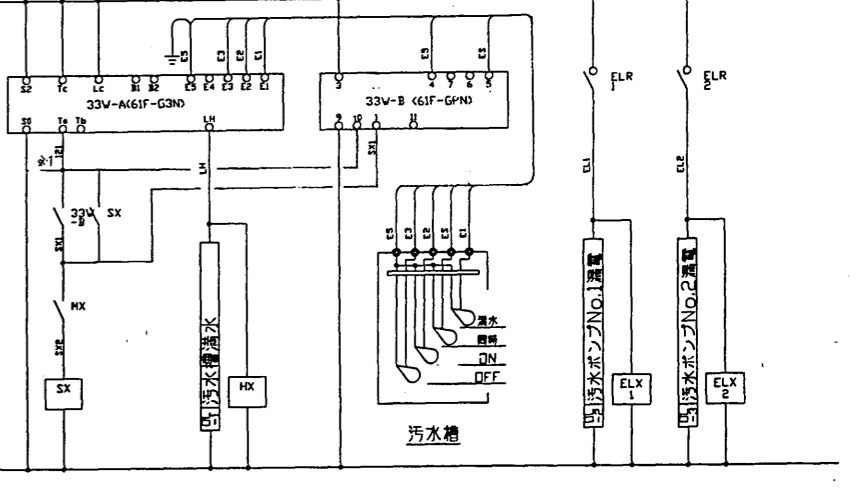 E5 E3 E2 E1
E5 ES
S2 Tc Lc B1 B2 E5 E4 E3 E2 E1
33W-A(61F-G3N)
S0 Ta Tb LH
3 4 7 6 5
33W-B (61F-GPN)
9 10 1 11
ELR
1
ELR
2
※1
121
LH
SX1
EL1
EL2
33W
-B
SX
SX1
E5 E3 E2 ES E1
MX
SX2
満水
同時
ON
OFF
汚水槽
SX
汚水槽満水
HX
汚水ポンプNo.1漏電
ELX
1
汚水ポンプNo.2漏電
ELX
2